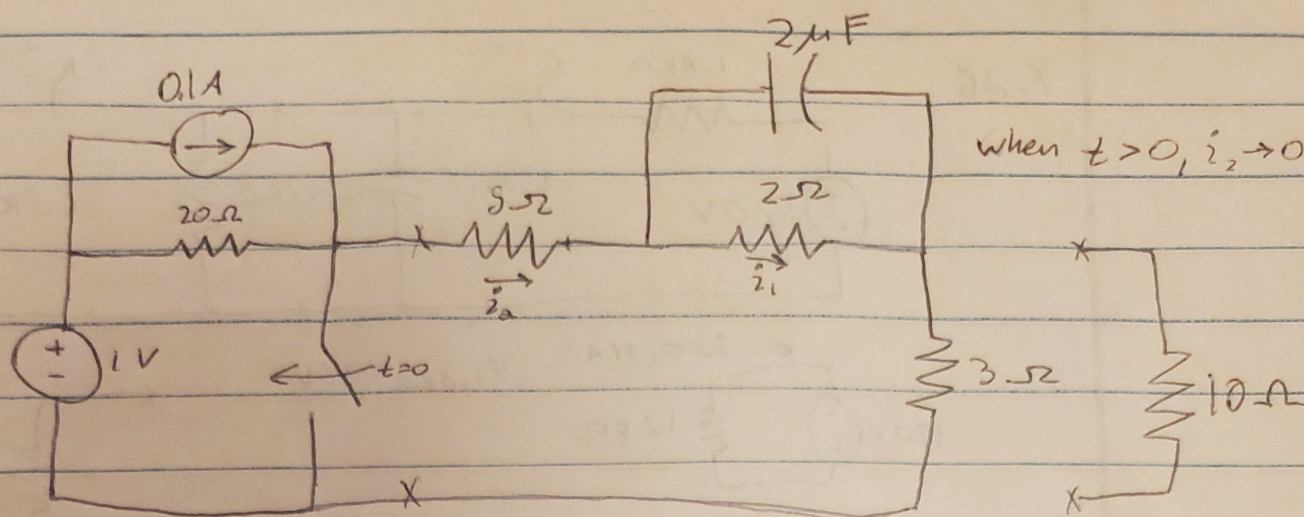 2μF
0.1A
when t>0, i₂→0
20Ω
5Ω
2Ω
i₂
i₁
+
-
1V
t=0
3Ω
10Ω
x
x
x
x